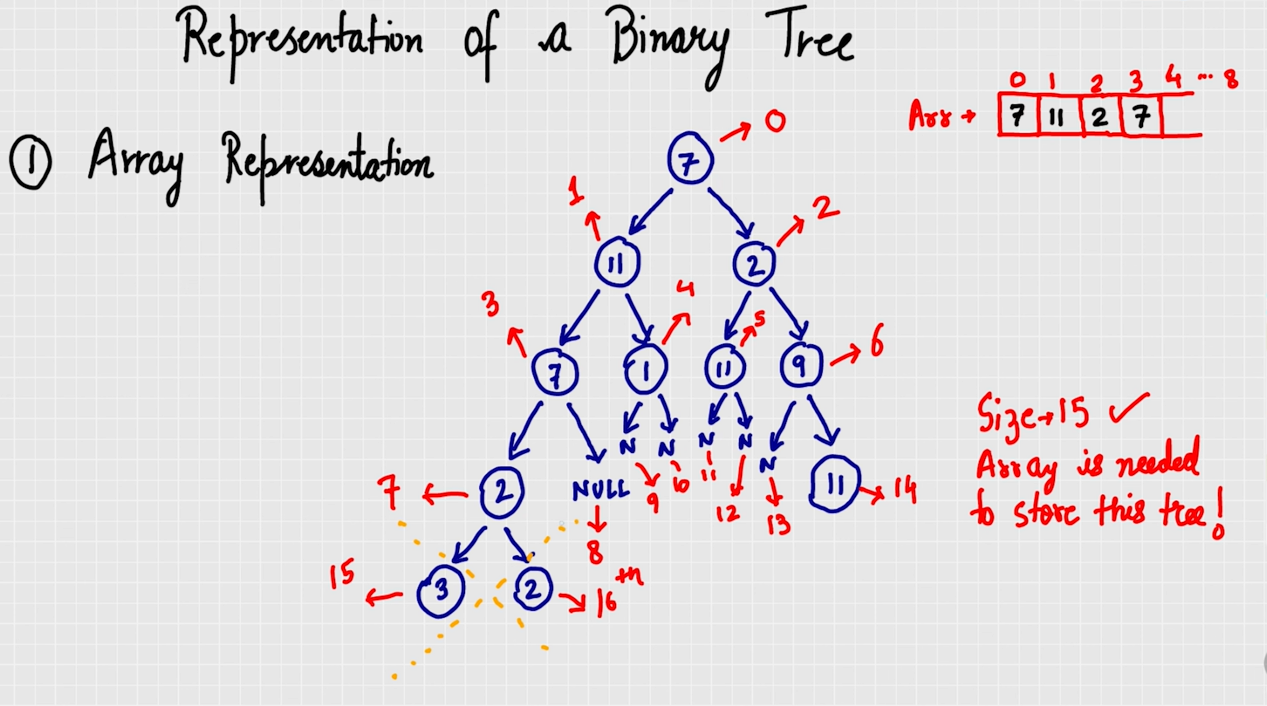 Representation of a Binary Tree
① Array Representation
0 1 2 3 4 ... 8
Arr → 7 11 2 7
7 → 0
1 2
11 2
3 4 5 6
7 1 11 9
N N N N N
7 2 NULL 9 10 11 12 13 11 14
8
15 3 2 16th
Size → 15 ✓
Array is needed
to store this tree!